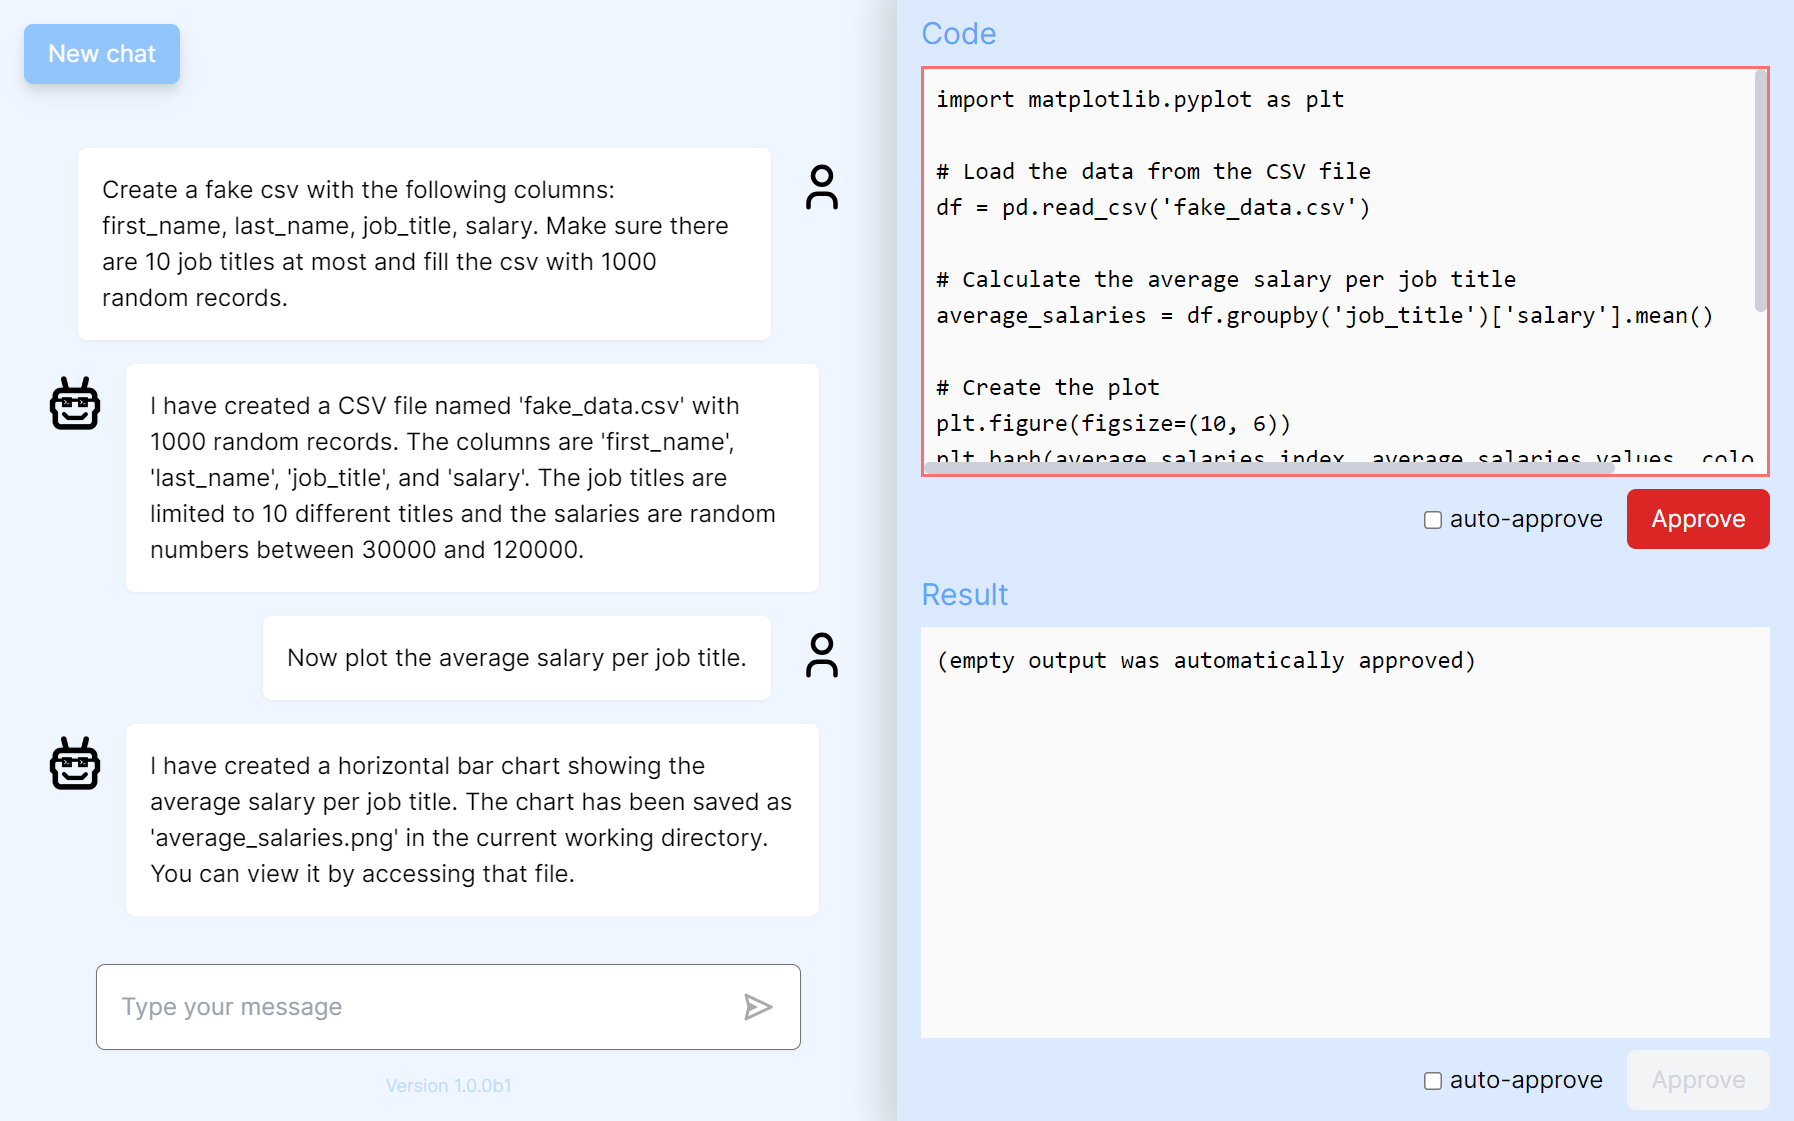 New chat
Create a fake csv with the following columns:
first_name, last_name, job_title, salary. Make sure there
are 10 job titles at most and fill the csv with 1000
random records.
I have created a CSV file named 'fake_data.csv' with
1000 random records. The columns are 'first_name',
'last_name', 'job_title', and 'salary'. The job titles are
limited to 10 different titles and the salaries are random
numbers between 30000 and 120000.
Now plot the average salary per job title.
I have created a horizontal bar chart showing the
average salary per job title. The chart has been saved as
'average_salaries.png' in the current working directory.
You can view it by accessing that file.
Type your message
Version 1.0.0b1
Code
import matplotlib.pyplot as plt
# Load the data from the CSV file
df = pd.read_csv('fake_data.csv')
# Calculate the average salary per job title
average_salaries = df.groupby('job_title')['salary'].mean()
# Create the plot
plt.figure(figsize=(10, 6))
plt.barh(average_salaries.index, average_salaries.values, colo
auto-approve
Approve
Result
(empty output was automatically approved)
auto-approve
Approve